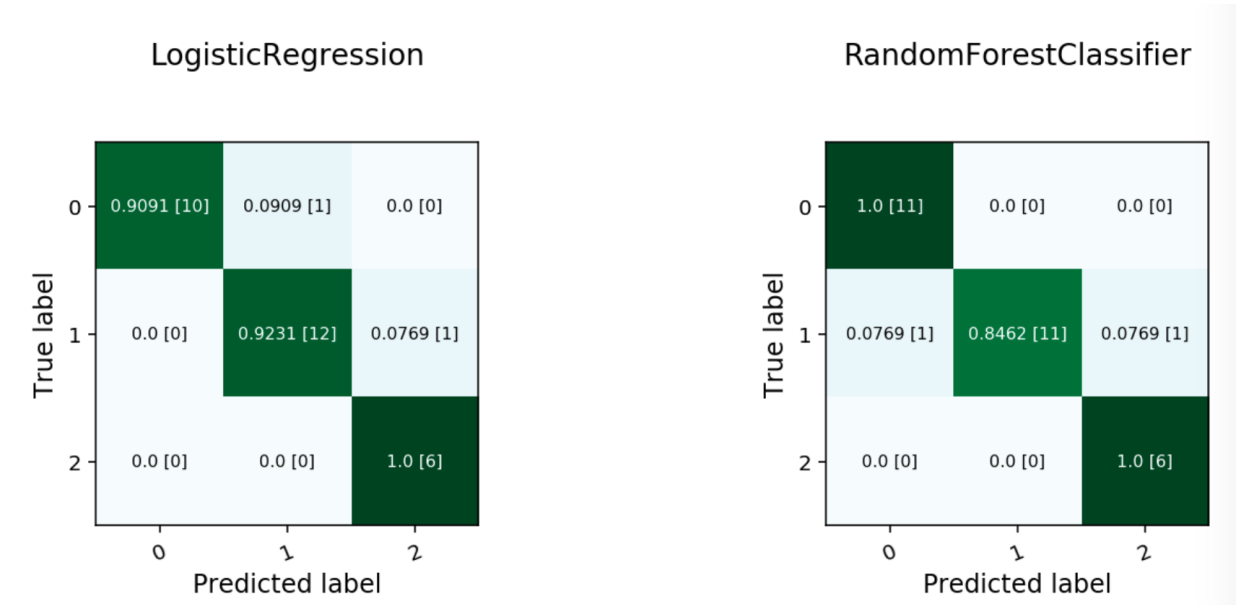 LogisticRegression
0
0.9091 [10] 0.0909 [1] 0.0 [0]
True label
1
0.0 [0] 0.9231 [12] 0.0769 [1]
2
0.0 [0] 0.0 [0] 1.0 [6]
0 1 2
Predicted label
RandomForestClassifier
0
1.0 [11] 0.0 [0] 0.0 [0]
True label
1
0.0769 [1] 0.8462 [11] 0.0769 [1]
2
0.0 [0] 0.0 [0] 1.0 [6]
0 1 2
Predicted label